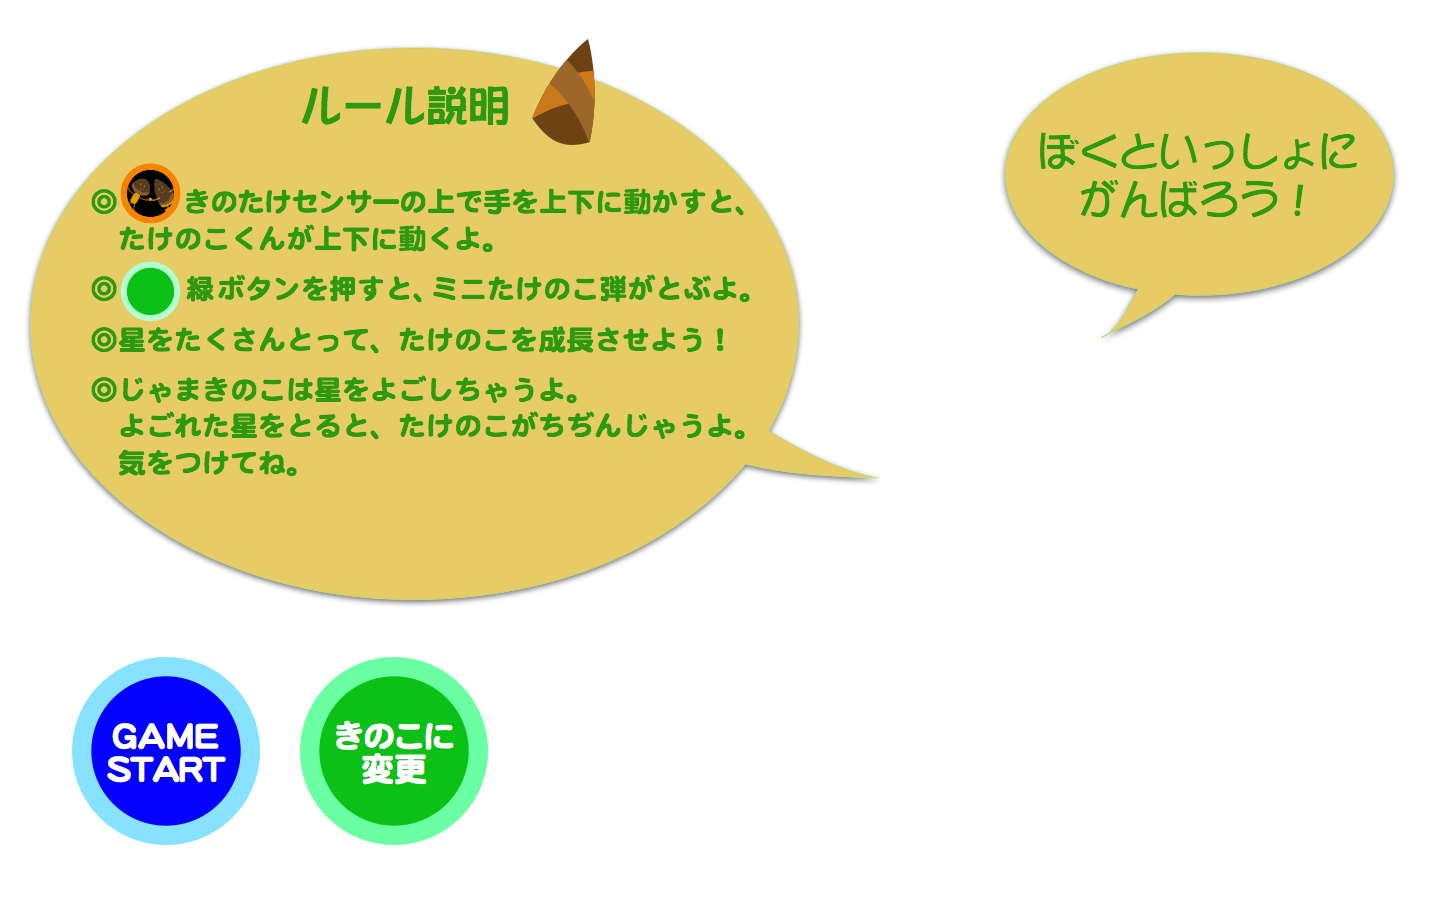 ルール説明
◎きのたけセンサーの上で手を上下に動かすと、
たけのこくんが上下に動くよ。
◎緑ボタンを押すと、ミニたけのこ弾がとぶよ。
◎星をたくさんとって、たけのこを成長させよう！
◎じゃまきのこは星をよごしちゃうよ。
よごれた星をとると、たけのこがちぢんじゃうよ。
気をつけてね。
ぼくといっしょに
がんばろう！
GAME
START
きのこに
変更